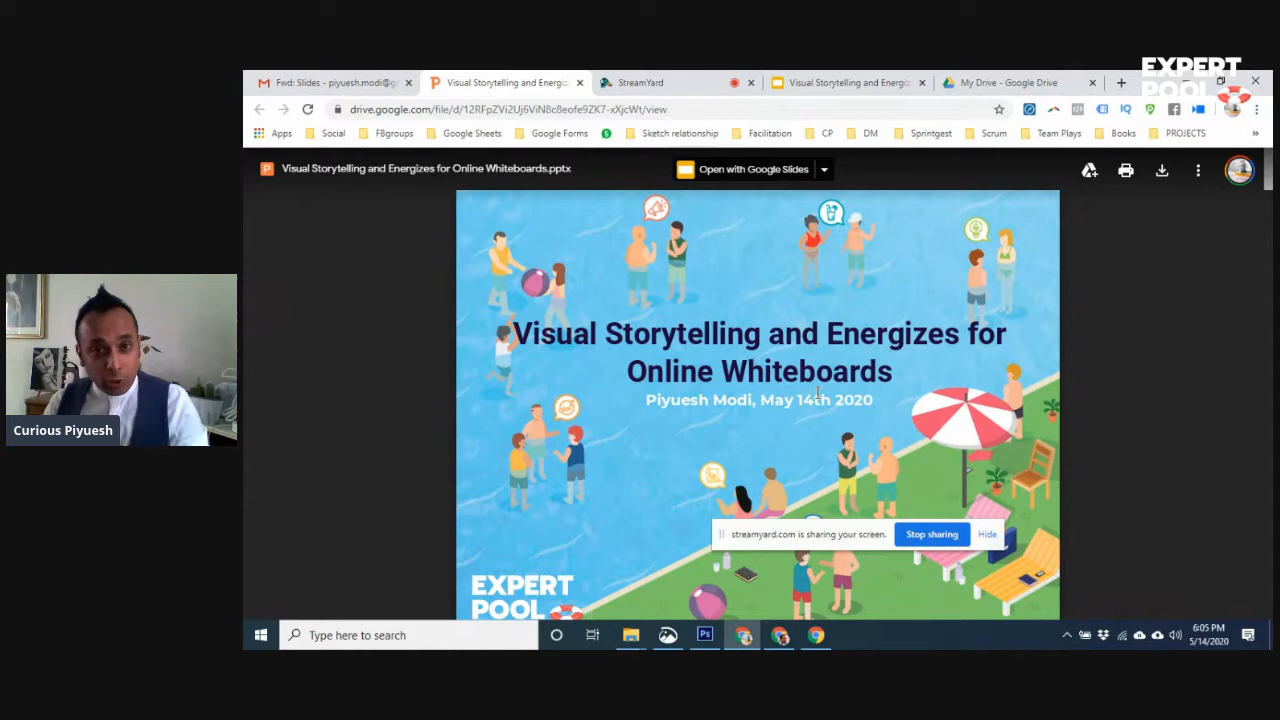 EXPERT
POOL
Fwd: Slides - piyuesh.modi@g
Visual Storytelling and Energize
StreamYard
Visual Storytelling and Energiz
My Drive - Google Drive
drive.google.com/file/d/12RFpZVi2Uj6ViN8c8eofe9ZK7-xXjcWt/view
Apps
Social
FBgroups
Google Sheets
Google Forms
Sketch relationship
Facilitation
CP
DM
Sprintgest
Scrum
Team Plays
Books
PROJECTS
Visual Storytelling and Energizes for Online Whiteboards.pptx
Open with Google Slides
Visual Storytelling and Energizes for
Online Whiteboards
Piyuesh Modi, May 14th 2020
Curious Piyuesh
streamyard.com is sharing your screen.
Stop sharing
Hide
EXPERT
POOL
Type here to search
Ps
6:05 PM
5/14/2020